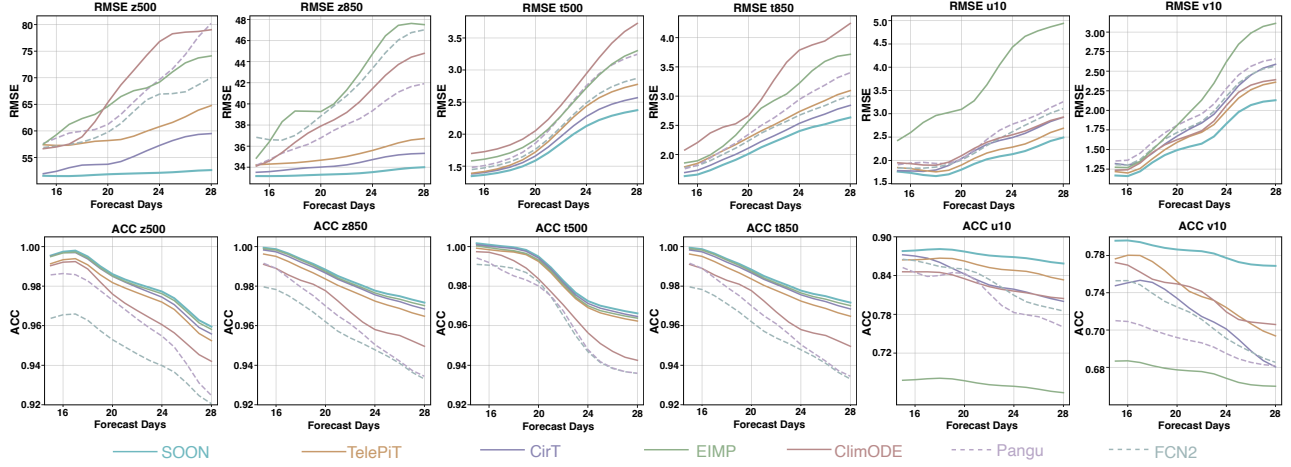 RMSE z500
RMSE z850
RMSE t500
RMSE t850
RMSE u10
RMSE v10
RMSE
80
75
70
65
60
55
16
20
24
28
Forecast Days
RMSE
48
46
44
42
40
38
36
34
16
20
24
28
Forecast Days
RMSE
3.5
3.0
2.5
2.0
1.5
16
20
24
28
Forecast Days
RMSE
4.0
3.5
3.0
2.5
2.0
16
20
24
28
Forecast Days
RMSE
5.0
4.5
4.0
3.5
3.0
2.5
2.0
1.5
16
20
24
28
Forecast Days
RMSE
3.00
2.75
2.50
2.25
2.00
1.75
1.50
1.25
16
20
24
28
Forecast Days
ACC z500
ACC z850
ACC t500
ACC t850
ACC u10
ACC v10
ACC
1.00
0.98
0.96
0.94
0.92
16
20
24
28
Forecast Days
ACC
1.00
0.98
0.96
0.94
0.92
16
20
24
28
Forecast Days
ACC
1.00
0.98
0.96
0.94
0.92
16
20
24
28
Forecast Days
ACC
1.00
0.98
0.96
0.94
0.92
16
20
24
28
Forecast Days
ACC
0.90
0.84
0.78
0.72
16
20
24
28
Forecast Days
ACC
0.78
0.74
0.70
0.68
16
20
24
28
Forecast Days
SOON
TelePiT
CirT
EIMP
ClimODE
Pangu
FCN2